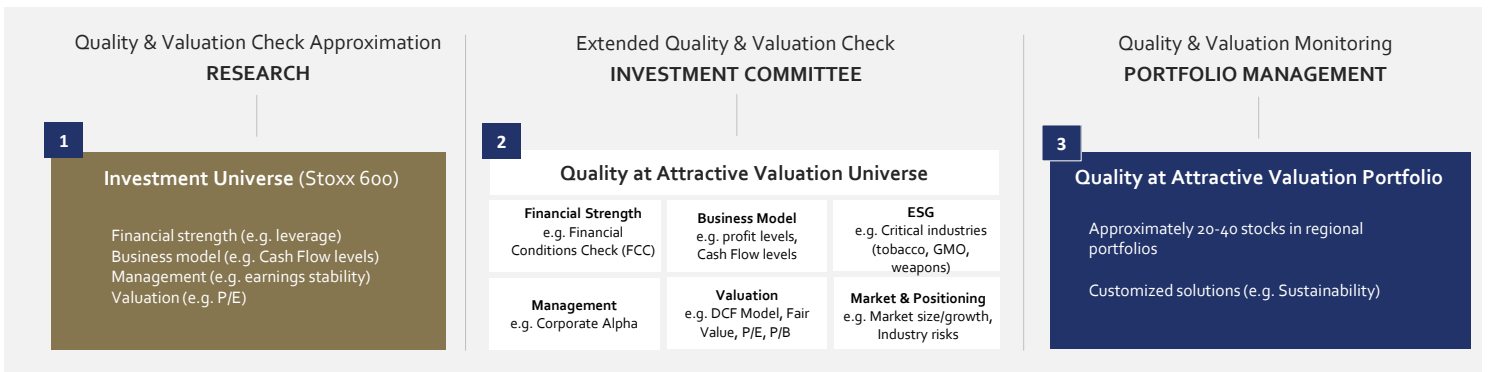 Quality & Valuation Check Approximation
RESEARCH
1
Investment Universe (Stoxx 600)
Financial strength (e.g. leverage)
Business model (e.g. Cash Flow levels)
Management (e.g. earnings stability)
Valuation (e.g. P/E)
Extended Quality & Valuation Check
INVESTMENT COMMITTEE
2
Quality at Attractive Valuation Universe
Financial Strength
e.g. Financial
Conditions Check (FCC)
Business Model
e.g. profit levels,
Cash Flow levels
ESG
e.g. Critical industries
(tobacco, GMO,
weapons)
Management
e.g. Corporate Alpha
Valuation
e.g. DCF Model, Fair
Value, P/E, P/B
Market & Positioning
e.g. Market size/growth,
Industry risks
Quality & Valuation Monitoring
PORTFOLIO MANAGEMENT
3
Quality at Attractive Valuation Portfolio
Approximately 20-40 stocks in regional
portfolios
Customized solutions (e.g. Sustainability)